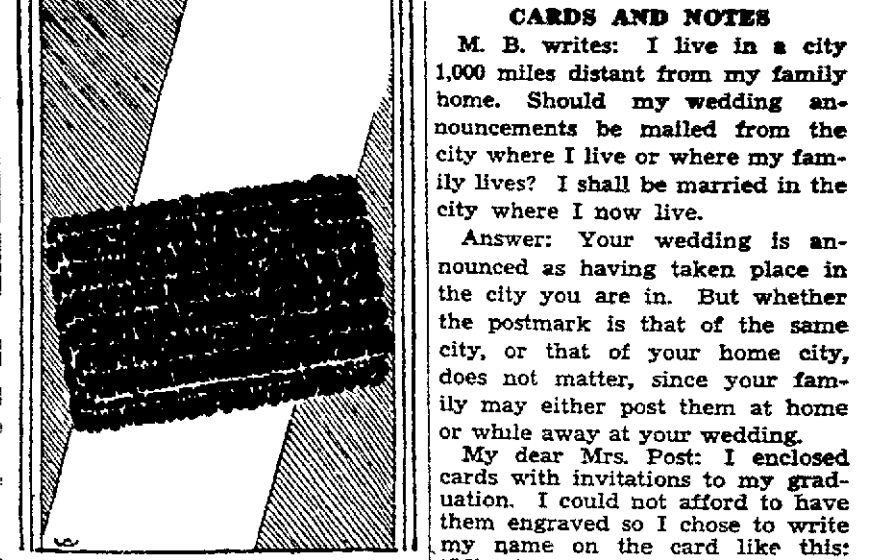 CARDS AND NOTES
M. B. writes: I live in a city
1,000 miles distant from my family
home. Should my wedding an-
nouncements be mailed from the
city where I live or where my fam-
ily lives? I shall be married in the
city where I now live.
Answer: Your wedding is an-
nounced as having taken place in
the city you are in. But whether
the postmark is that of the same
city, or that of your home city,
does not matter, since your fam-
ily may either post them at home
or while away at your wedding.
My dear Mrs. Post: I enclosed
cards with invitations to my grad-
uation. I could not afford to have
them engraved so I chose to write
my name on the card like this: